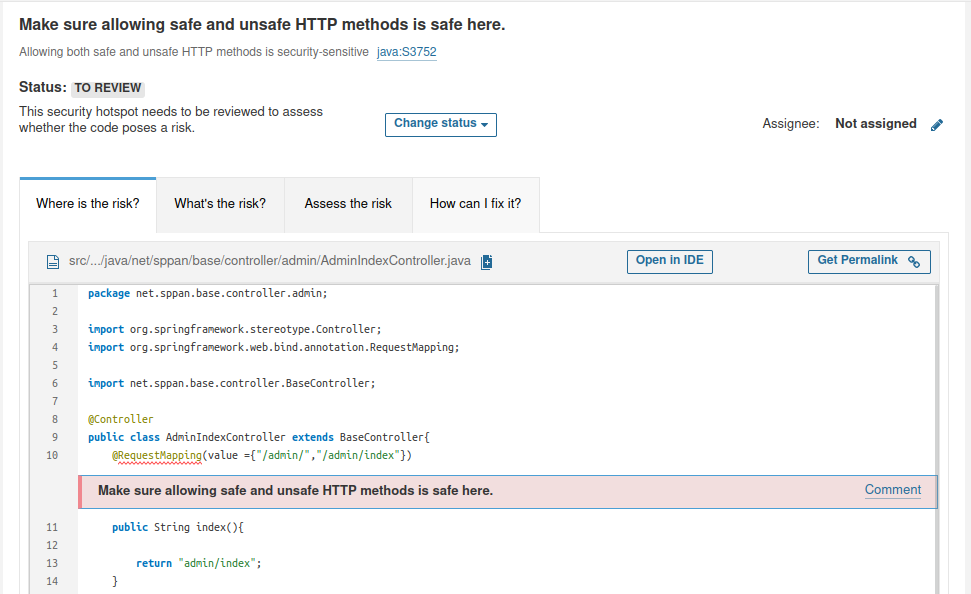 Make sure allowing safe and unsafe HTTP methods is safe here.
Allowing both safe and unsafe HTTP methods is security-sensitive java:S3752
Status: TO REVIEW
This security hotspot needs to be reviewed to assess
whether the code poses a risk.
Change status
Assignee: Not assigned
Where is the risk? What's the risk? Assess the risk How can I fix it?
src/.../java/net/sppan/base/controller/admin/AdminIndexController.java Open in IDE Get Permalink
1 package net.sppan.base.controller.admin;
2
3 import org.springframework.stereotype.Controller;
4 import org.springframework.web.bind.annotation.RequestMapping;
5
6 import net.sppan.base.controller.BaseController;
7
8 @Controller
9 public class AdminIndexController extends BaseController{
10 @RequestMapping(value ={"/admin/","/admin/index"})
Make sure allowing safe and unsafe HTTP methods is safe here. Comment
11 public String index(){
12
13 return "admin/index";
14 }